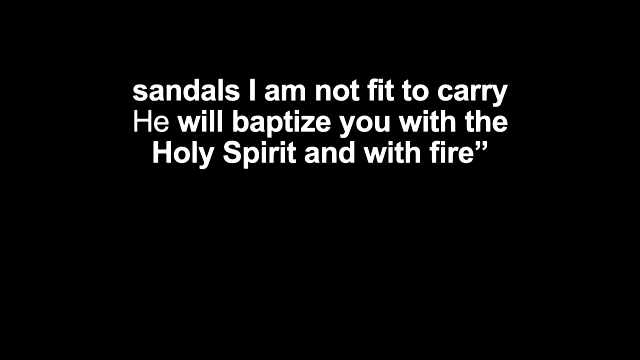 sandals I am not fit to carry
He will baptize you with the
Holy Spirit and with fire”